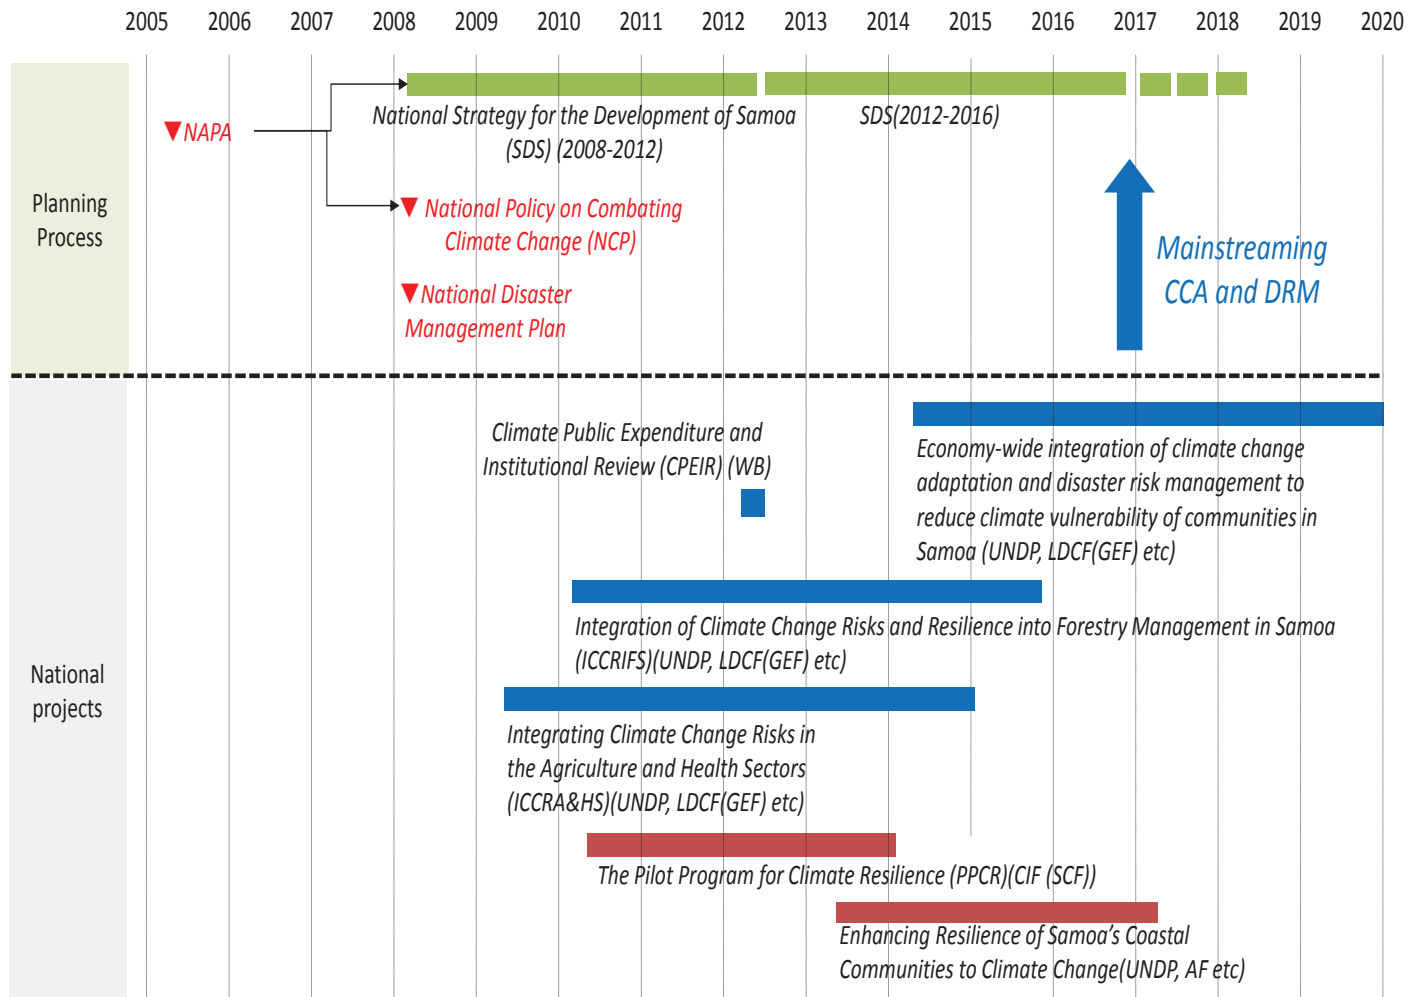 2005 2006 2007 2008 2009 2010 2011 2012 2013 2014 2015 2016 2017 2018 2019 2020
Planning
Process
NAPA
National Strategy for the Development of Samoa
(SDS) (2008-2012)
SDS(2012-2016)
National Policy on Combating
Climate Change (NCP)
National Disaster
Management Plan
Mainstreaming
CCA and DRM
National
projects
Climate Public Expenditure and
Institutional Review (CPEIR) (WB)
Economy-wide integration of climate change
adaptation and disaster risk management to
reduce climate vulnerability of communities in
Samoa (UNDP, LDCF(GEF) etc)
Integration of Climate Change Risks and Resilience into Forestry Management in Samoa
(ICCRIFS)(UNDP, LDCF(GEF) etc)
Integrating Climate Change Risks in
the Agriculture and Health Sectors
(ICCRA&HS)(UNDP, LDCF(GEF) etc)
The Pilot Program for Climate Resilience (PPCR)(CIF (SCF))
Enhancing Resilience of Samoa's Coastal
Communities to Climate Change(UNDP, AF etc)